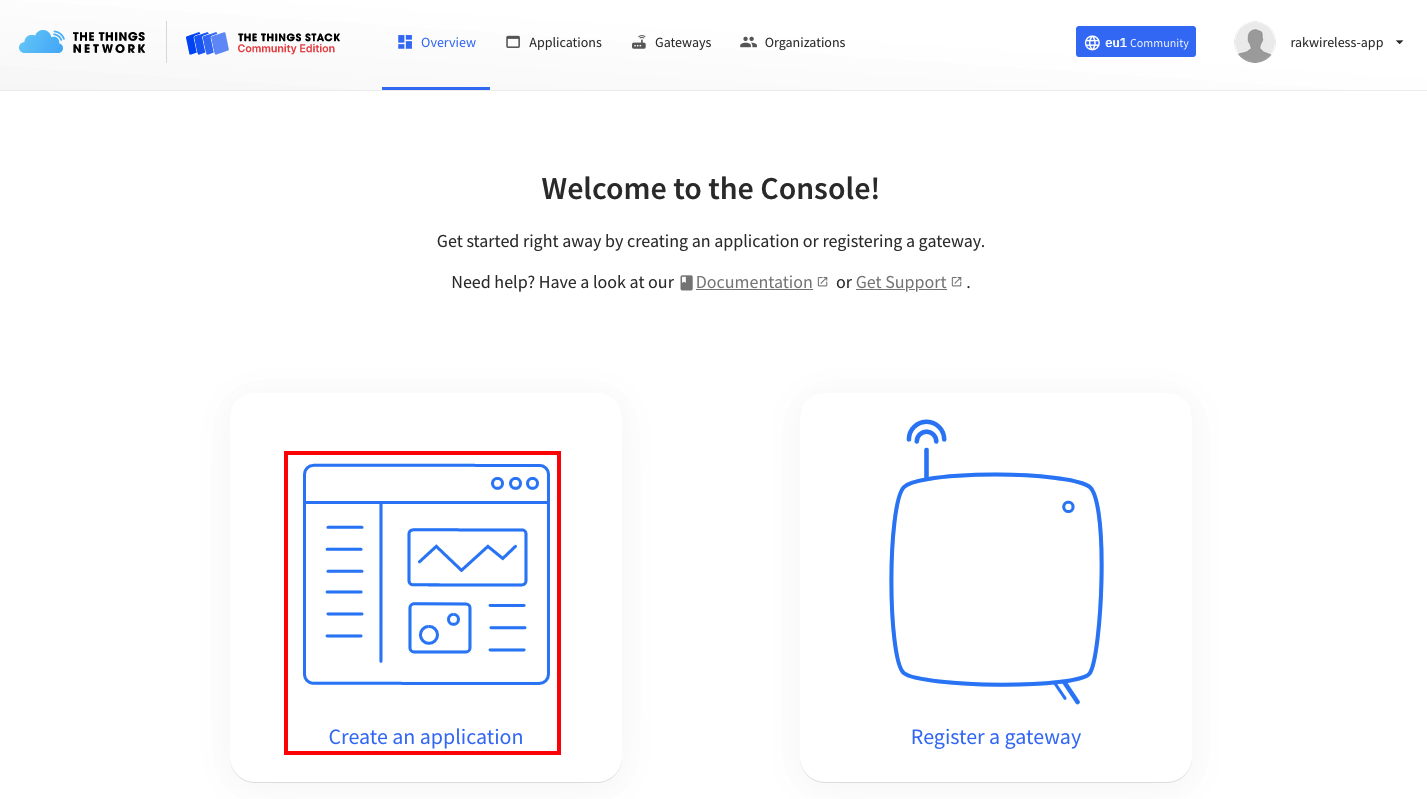 THE THINGS
NETWORK
THE THINGS STACK
Community Edition
Overview
Applications
Gateways
Organizations
eu1 Community
rakwireless-app
Welcome to the Console!
Get started right away by creating an application or registering a gateway.
Need help? Have a look at our Documentation or Get Support .
Create an application
Register a gateway